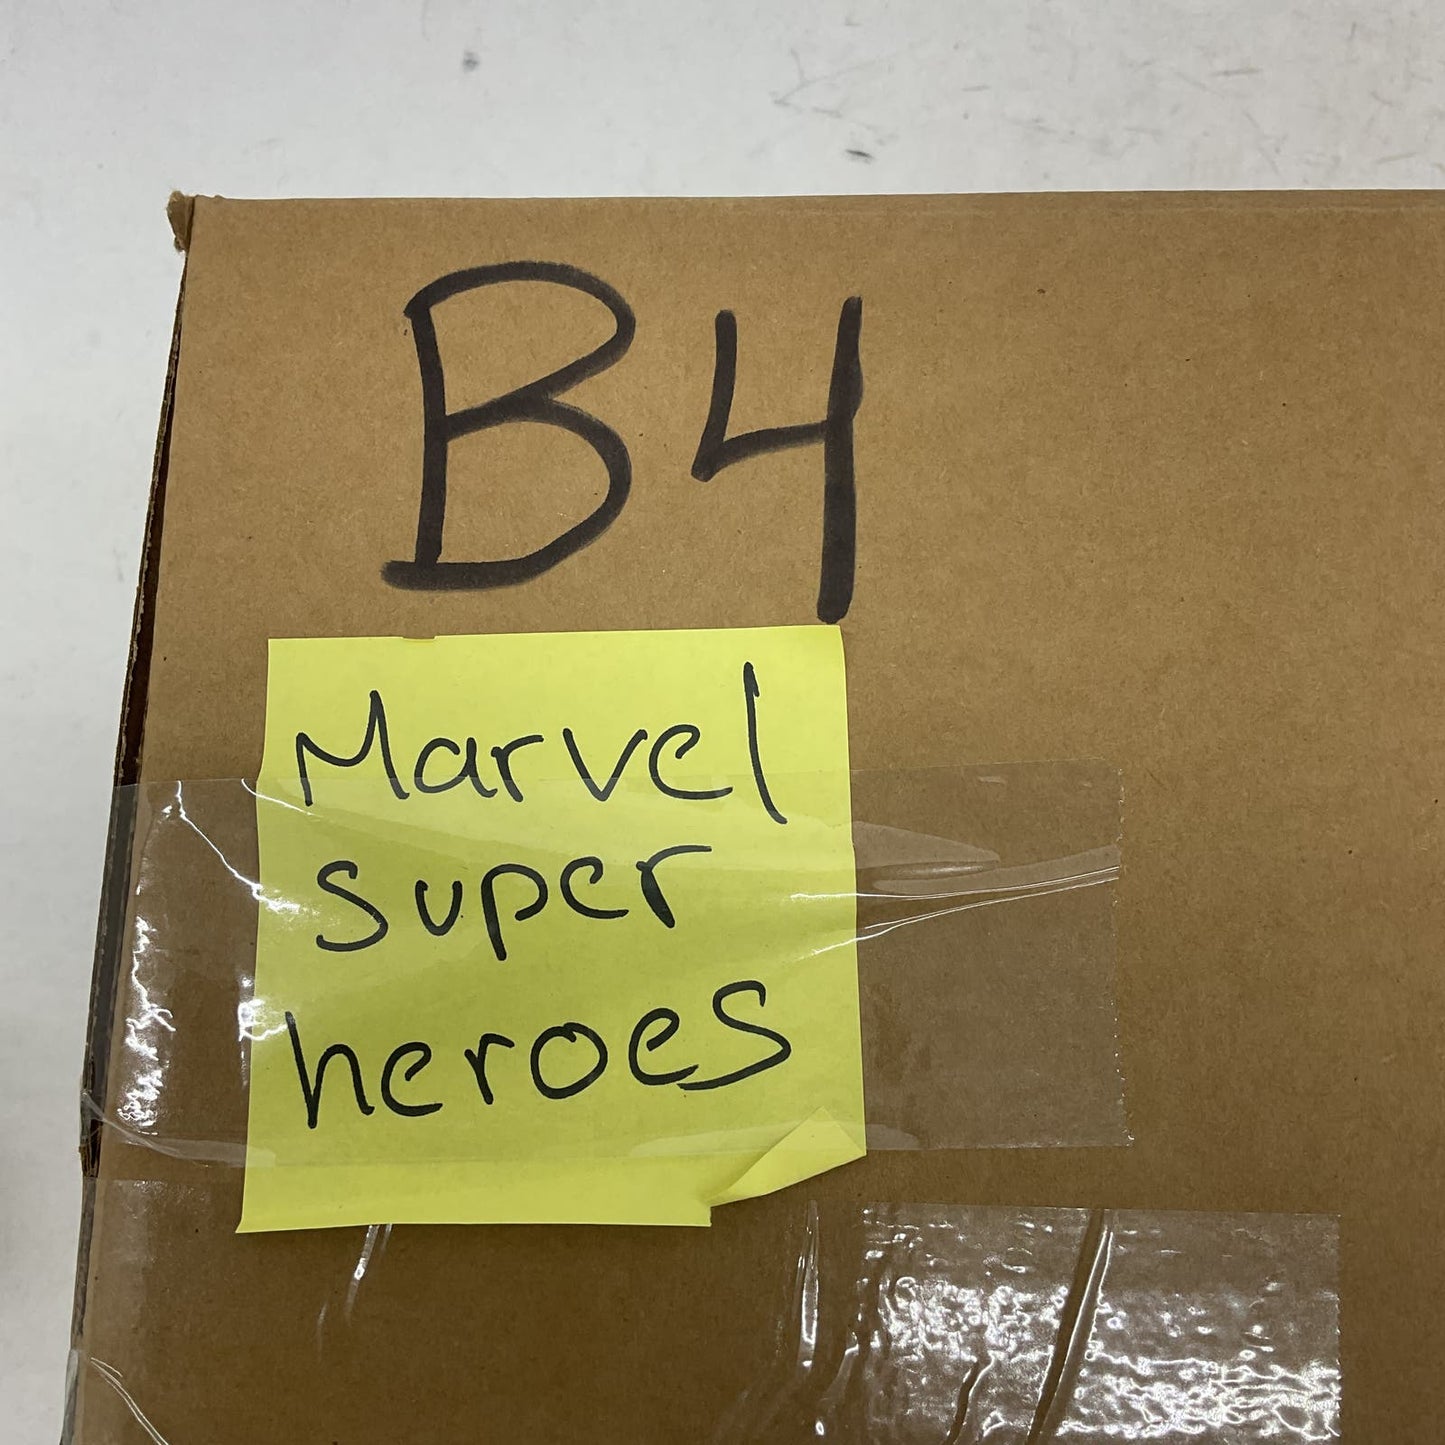 B4
Marvel
super
heroes